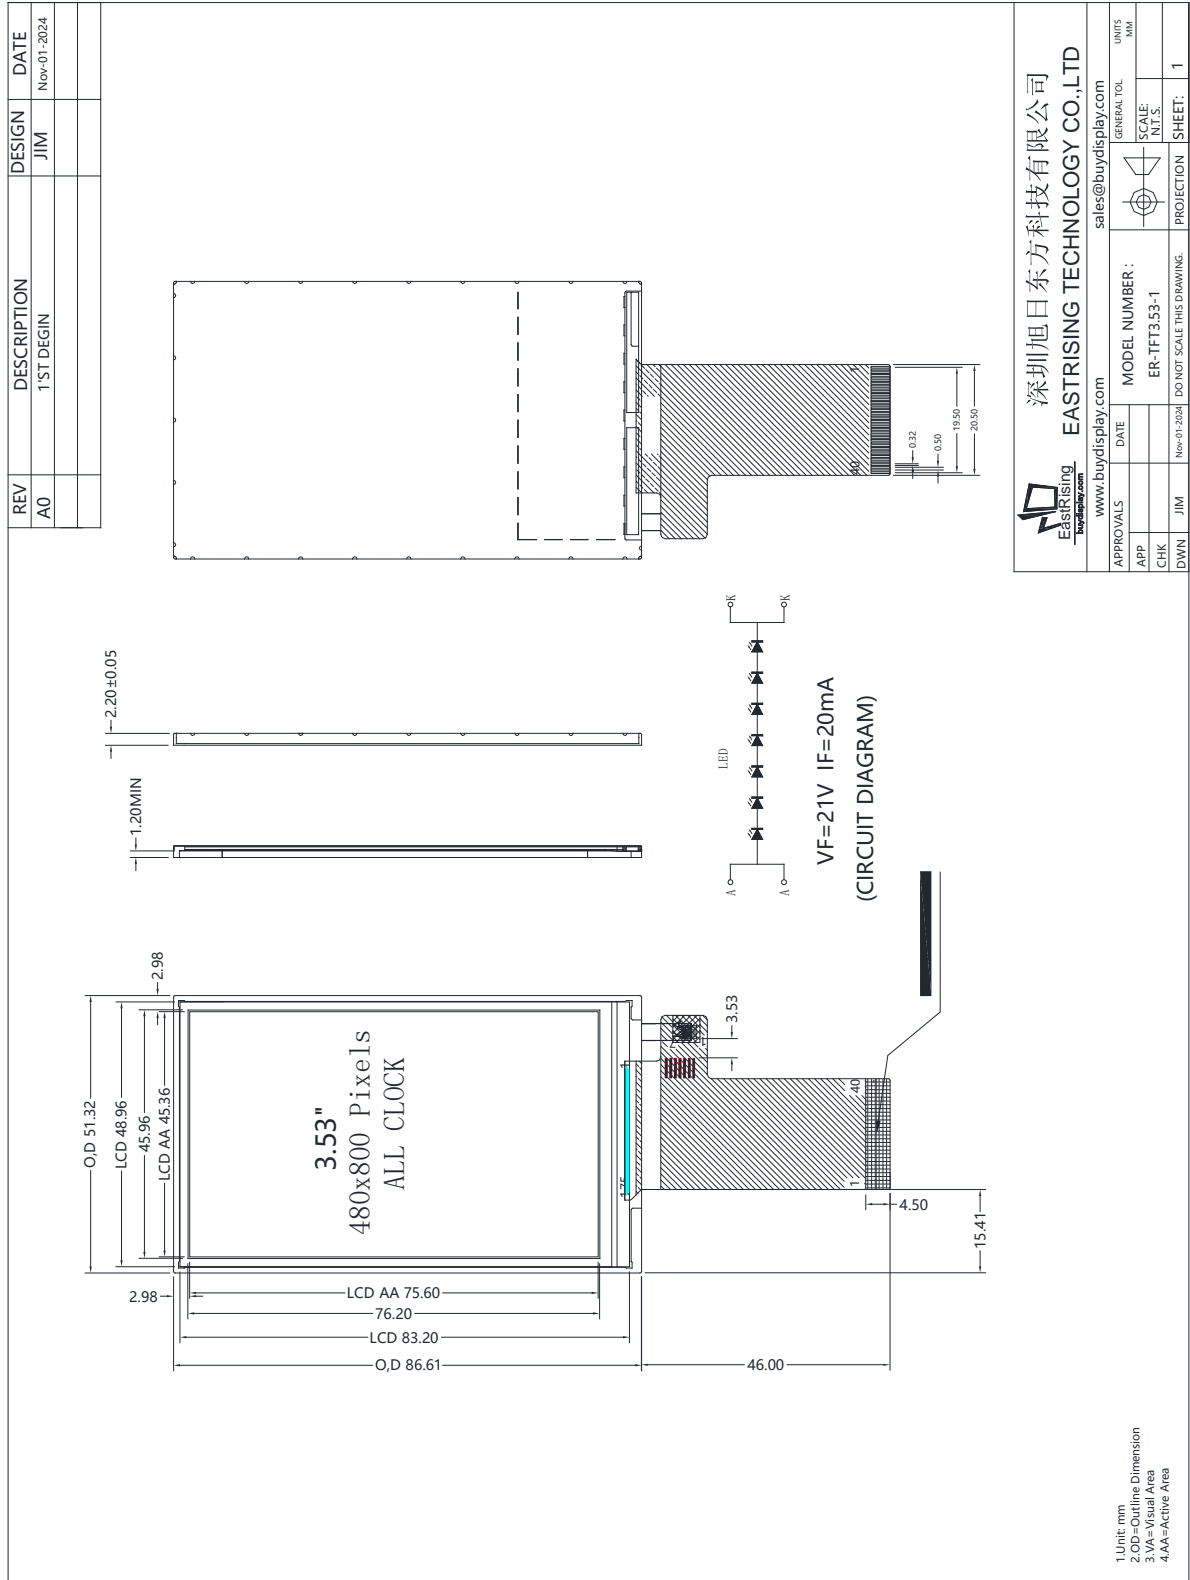 REV DESCRIPTION DESIGN DATE
A0 1'ST DEGIN JIM Nov-01-2024
O,D 51.32
LCD 48.96
45.96
LCD AA 45.36
2.98
2.98
3.53"
480x800 Pixels
ALL CLOCK
LCD AA 75.60
76.20
LCD 83.20
O,D 86.61
46.00
3.53
1
1
40
4.50
15.41
1.20MIN
2.20±0.05
LED
A
A
K
K
VF=21V IF=20mA
(CIRCUIT DIAGRAM)
40
1
0.32
0.50
19.50
20.50
1.Unit: mm
2.OD=Outline Dimension
3.VA=Visual Area
4.AA=Active Area
深圳旭日东方科技有限公司
EastRising
buydisplay.com
EASTRISING TECHNOLOGY CO.,LTD
www.buydisplay.com sales@buydisplay.com
APPROVALS DATE
APP
CHK
DWN JIM Nov-01-2024
MODEL NUMBER :
ER-TFT3.53-1
DO NOT SCALE THIS DRAWING.
PROJECTION
GENERAL TOL. UNITS
MM
SCALE:
N.T.S.
SHEET: 1